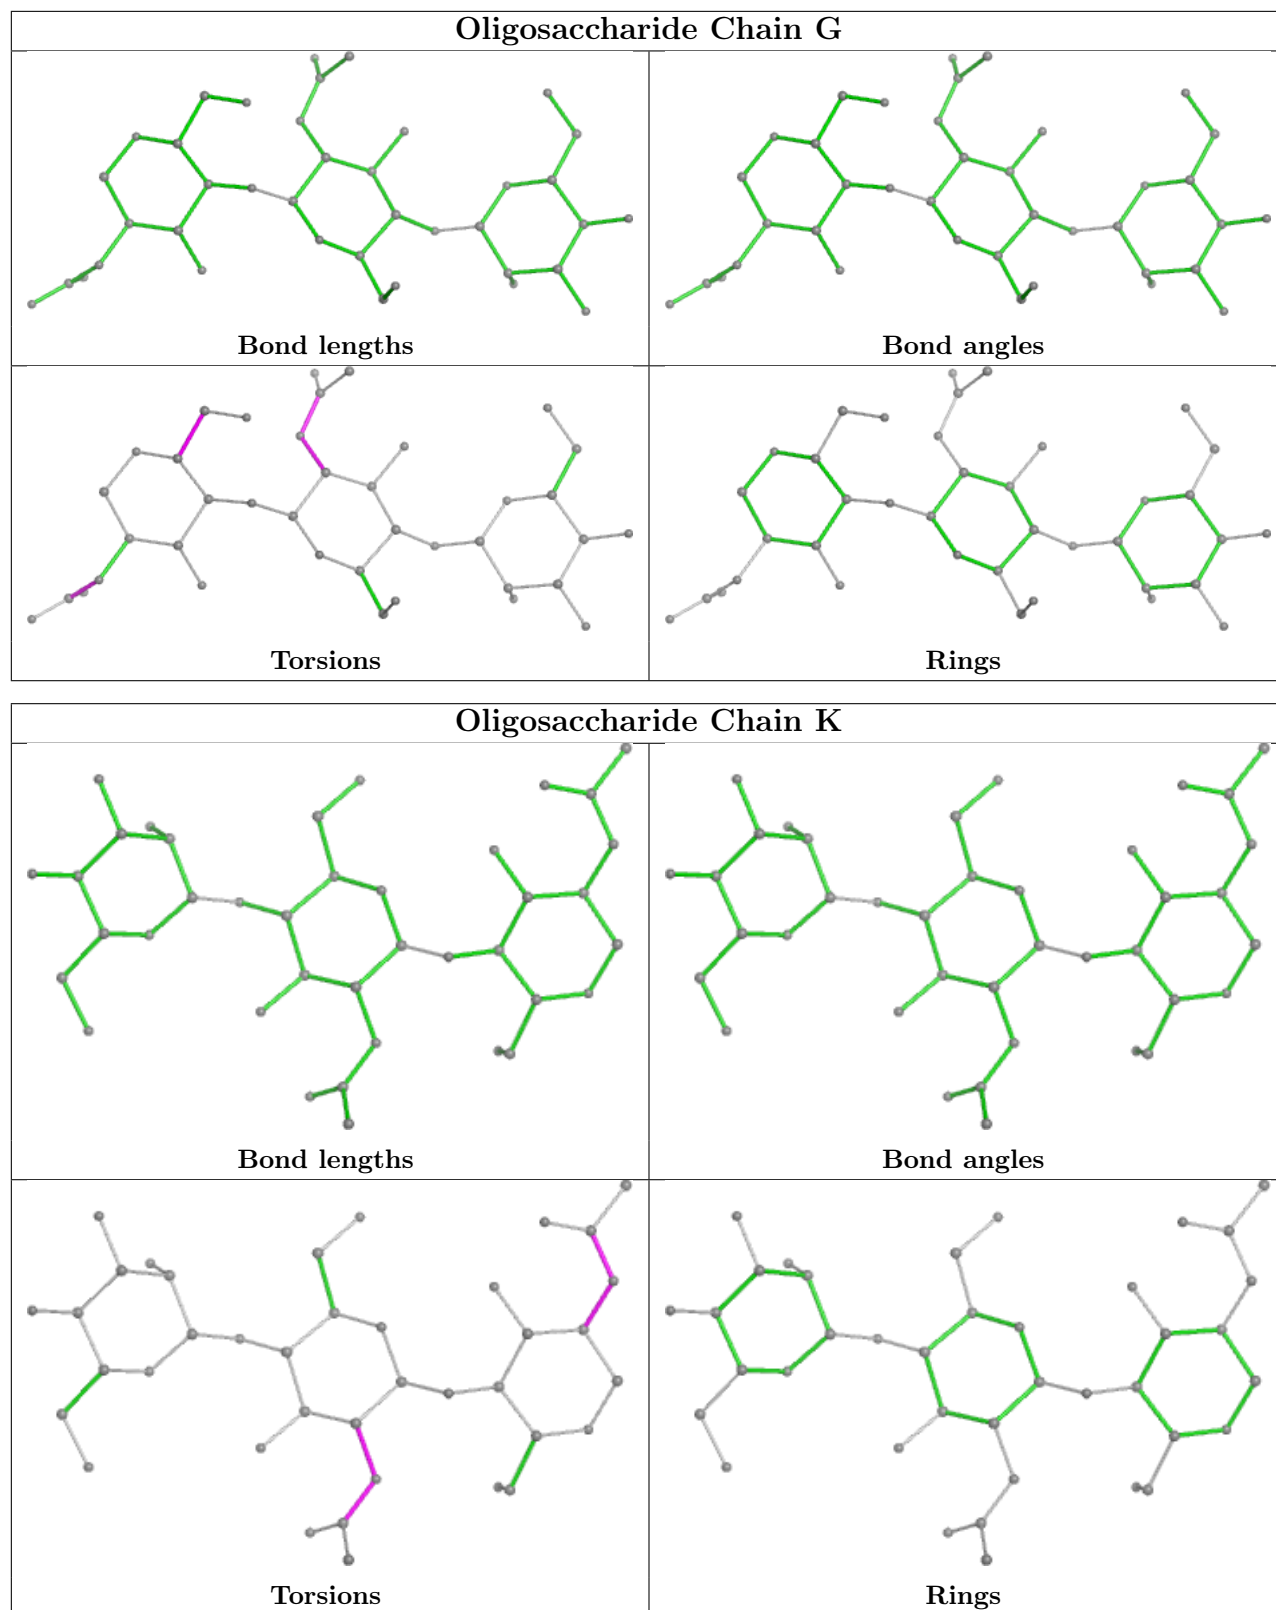 Oligosaccharide Chain G
Bond lengths
Bond angles
Torsions
Rings
Oligosaccharide Chain K
Bond lengths
Bond angles
Torsions
Rings